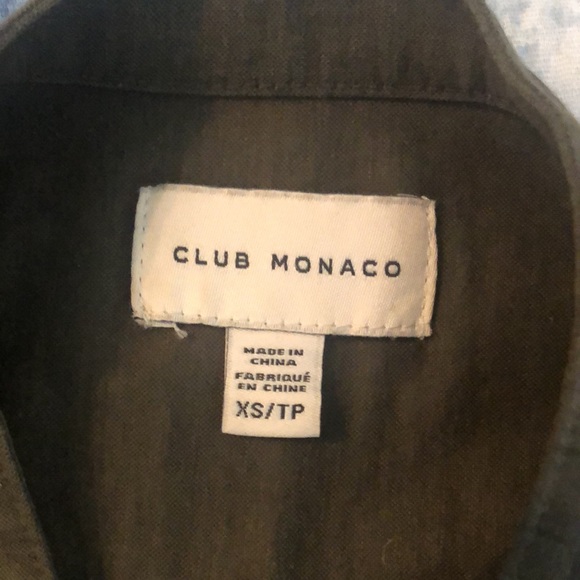 CLUB MONACO
MADE IN
CHINA
FABRIQUÉ
EN CHINE
XS/TP